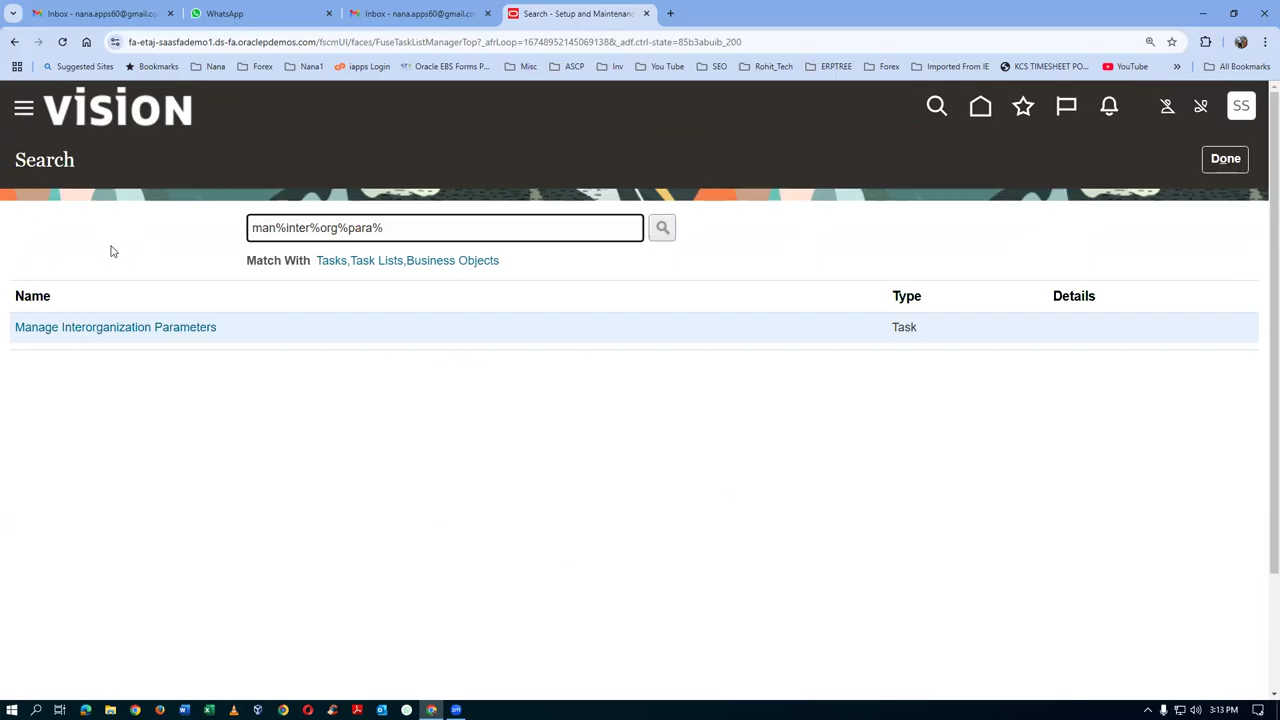 Inbox - nana.apps60@gmail.co
WhatsApp
Inbox - nana.apps60@gmail.co
Search - Setup and Maintenanc
fa-etaj-saasfademo1.ds-fa.oraclepdemos.com/fscmUI/faces/FuseTaskListManagerTop?_afrLoop=16748952145069138&_adf.ctrl-state=85b3abuib_200
Suggested Sites
Bookmarks
Nana
Forex
Nana1
iapps Login
Oracle EBS Forms P...
Misc
ASCP
Inv
You Tube
SEO
Rohit_Tech
ERPTREE
Forex
Imported From IE
KCS TIMESHEET PO...
YouTube
»
All Bookmarks
vision
SS
Search
Done
man%inter%org%para%
Match With Tasks,Task Lists,Business Objects
Name Type Details
Manage Interorganization Parameters Task
3:13 PM